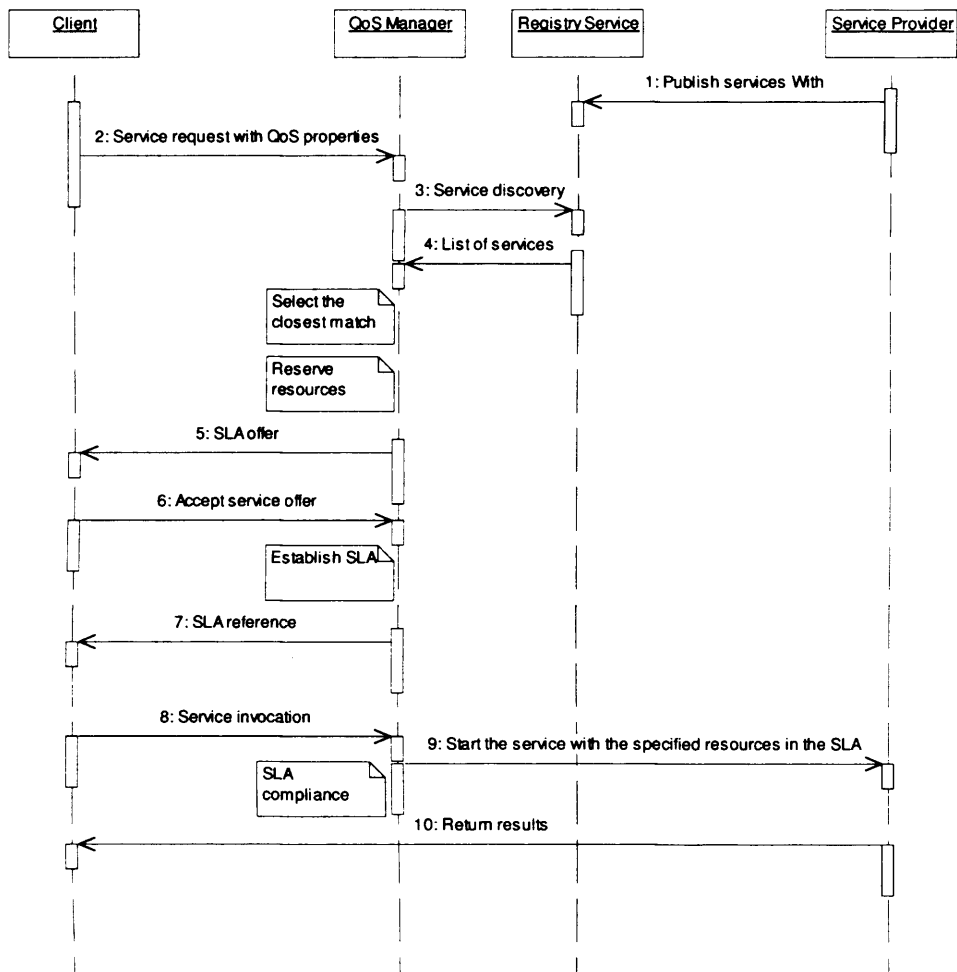 Client
QoS Manager
Registry Service
Service Provider
1: Publish services With
2: Service request with QoS properties
3: Service discovery
4: List of services
Select the
closest match
Reserve
resources
5: SLA offer
6: Accept service offer
Establish SLA
7: SLA reference
8: Service invocation
9: Start the service with the specified resources in the SLA
SLA
compliance
10: Return results